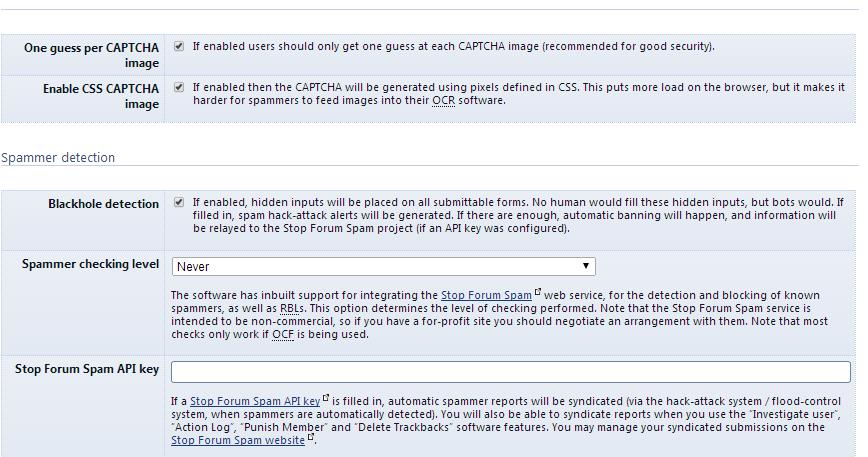 One guess per CAPTCHA image
If enabled users should only get one guess at each CAPTCHA image (recommended for good security).
Enable CSS CAPTCHA image
If enabled then the CAPTCHA will be generated using pixels defined in CSS. This puts more load on the browser, but it makes it
harder for spammers to feed images into their OCR software.
Spammer detection
Blackhole detection
If enabled, hidden inputs will be placed on all submittable forms. No human would fill these hidden inputs, but bots would. If
filled in, spam hack-attack alerts will be generated. If there are enough, automatic banning will happen, and information will
be relayed to the Stop Forum Spam project (if an API key was configured).
Spammer checking level
Never
The software has inbuilt support for integrating the Stop Forum Spam web service, for the detection and blocking of known
spammers, as well as RBLs. This option determines the level of checking performed. Note that the Stop Forum Spam service is
intended to be non-commercial, so if you have a for-profit site you should negotiate an arrangement with them. Note that most
checks only work if OCF is being used.
Stop Forum Spam API key
If a Stop Forum Spam API key is filled in, automatic spammer reports will be syndicated (via the hack-attack system / flood-control
system, when spammers are automatically detected). You will also be able to syndicate reports when you use the "Investigate user",
"Action Log", "Punish Member" and "Delete Trackbacks" software features. You may manage your syndicated submissions on the
Stop Forum Spam website.